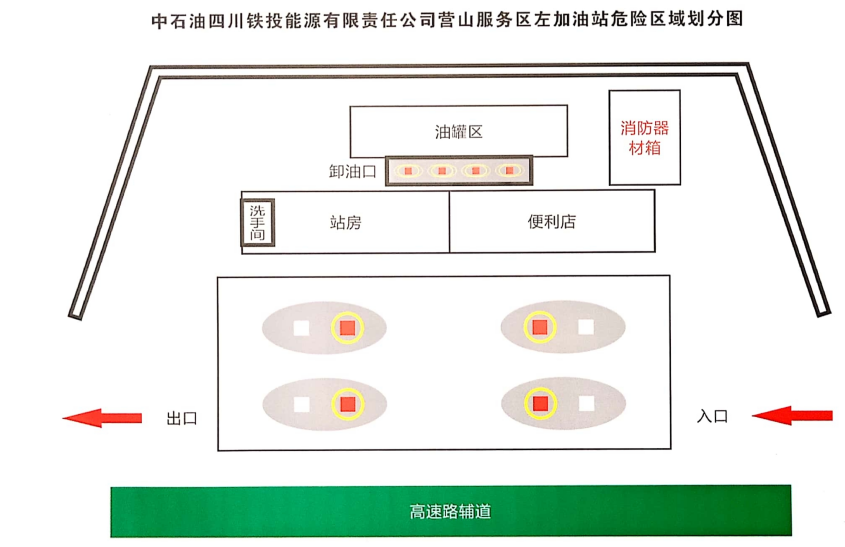 中石油四川铁投能源有限责任公司营山服务区左加油站危险区域划分图
油罐区
消防器
材箱
卸油口
洗
手
间
站房
便利店
出口
入口
高速路辅道